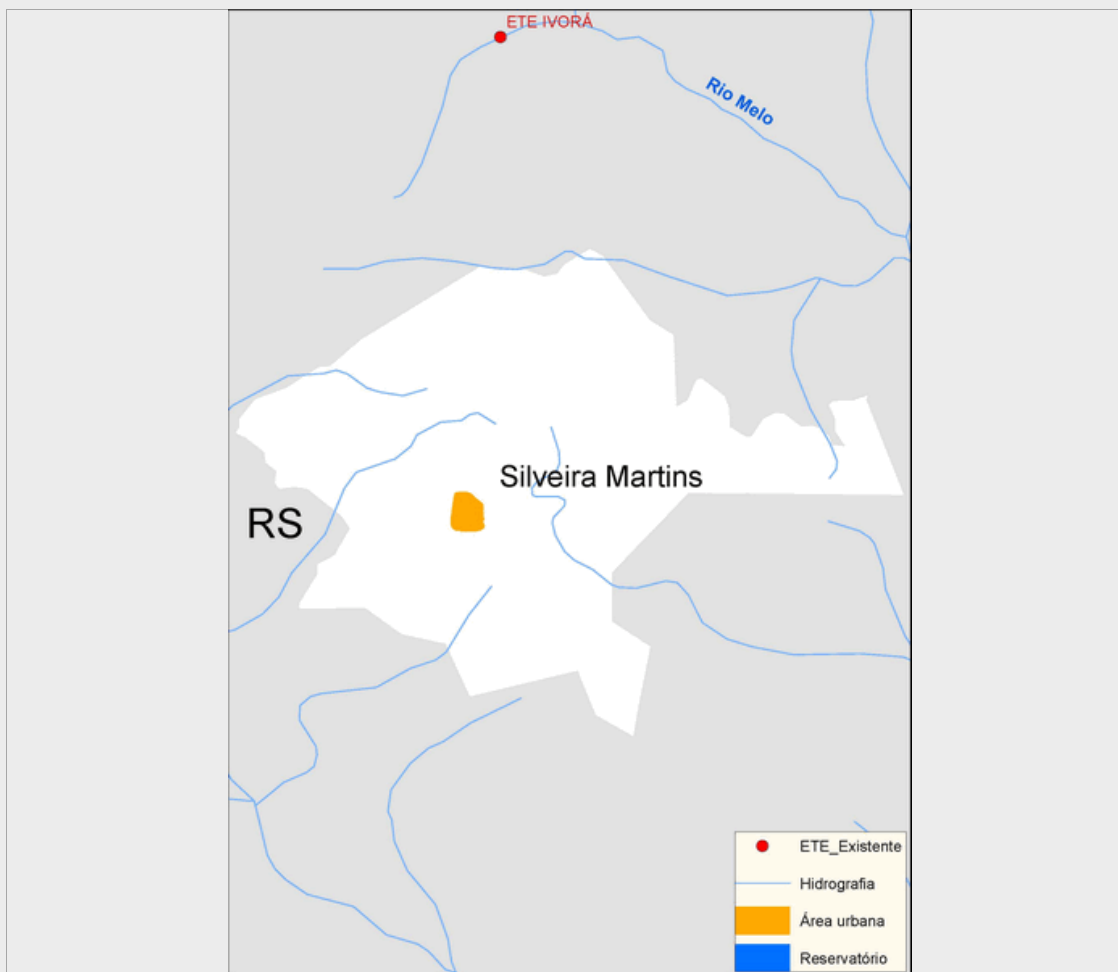 ETE IVORÁ
Rio Melo
Silveira Martins
RS
ETE_Existente
Hidrografia
Área urbana
Reservatório